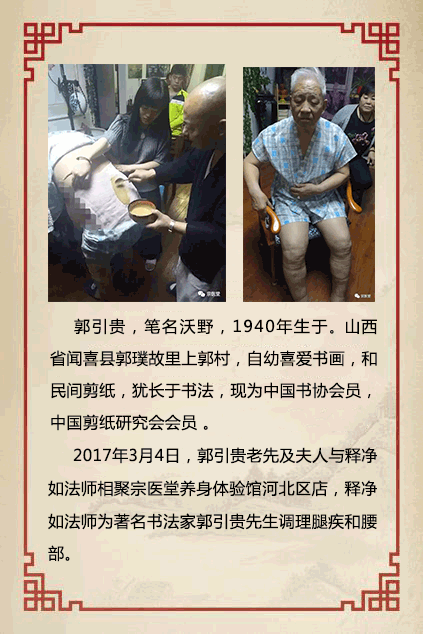 宗医堂
宗医堂
郭引贵，笔名沃野，1940年生于。山西
省闻喜县郭璞故里上郭村，自幼喜爱书画，和
民间剪纸，犹长于书法，现为中国书协会员，
中国剪纸研究会会员 。
2017年3月4日，郭引贵老先及夫人与释净
如法师相聚宗医堂养身体验馆河北区店，释净
如法师为著名书法家郭引贵先生调理腿疾和腰
部。